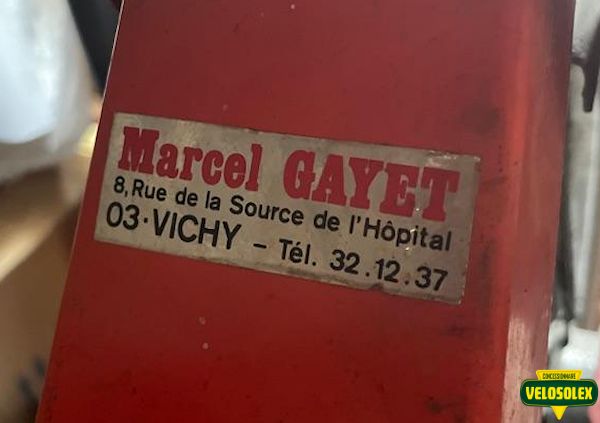 Marcel GAYET
8, Rue de la Source de l'Hôpital
03·VICHY - Tél. 32.12.37
CONCESSIONNAIRE
VELOSOLEX